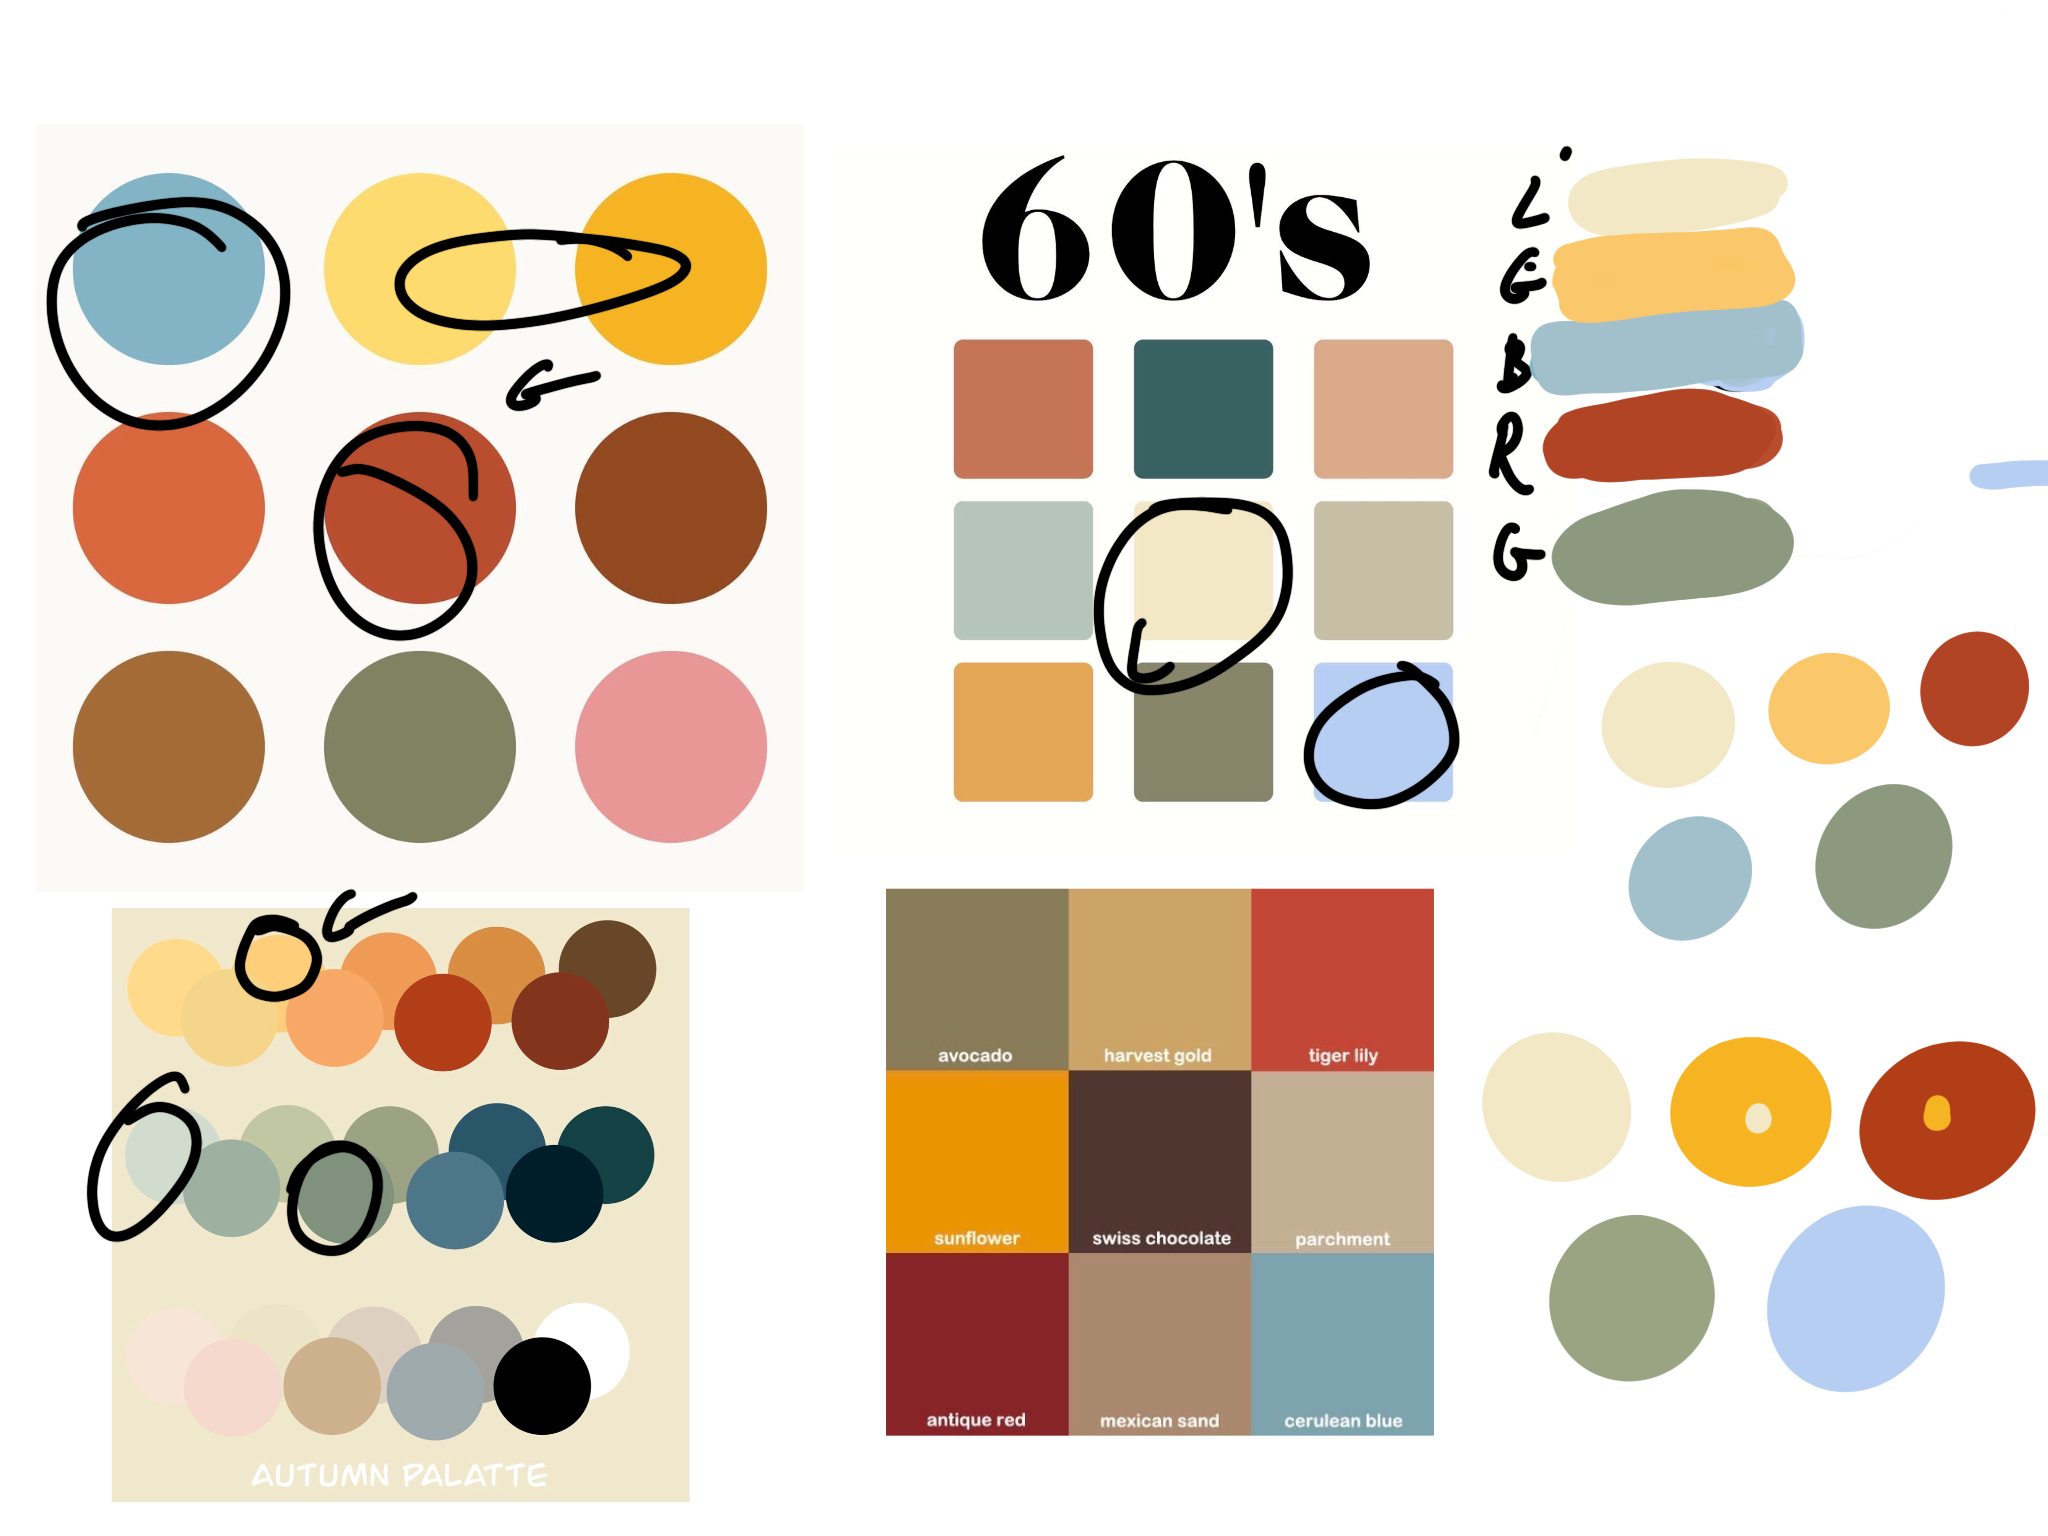 60's
L
G
B
R
G
avocado
harvest gold
tiger lily
sunflower
swiss chocolate
parchment
antique red
mexican sand
cerulean blue
AUTUMN PALATTE